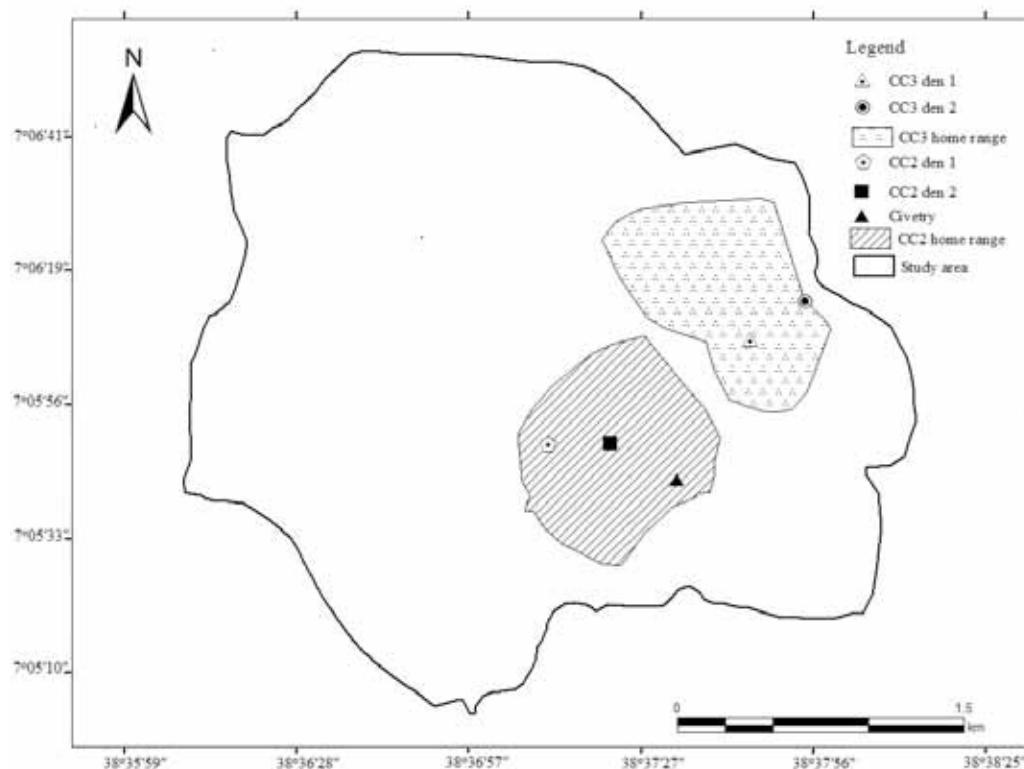 N
Legend
CC3 den 1
CC3 den 2
CC3 home range
CC2 den 1
CC2 den 2
Civetry
CC2 home range
Study area
7°06'41"
7°06'19"
7°05'56"
7°05'33"
7°05'10"
0 1.5
km
38°35'59" 38°36'28" 38°36'57" 38°37'27" 38°37'56" 38°38'25"